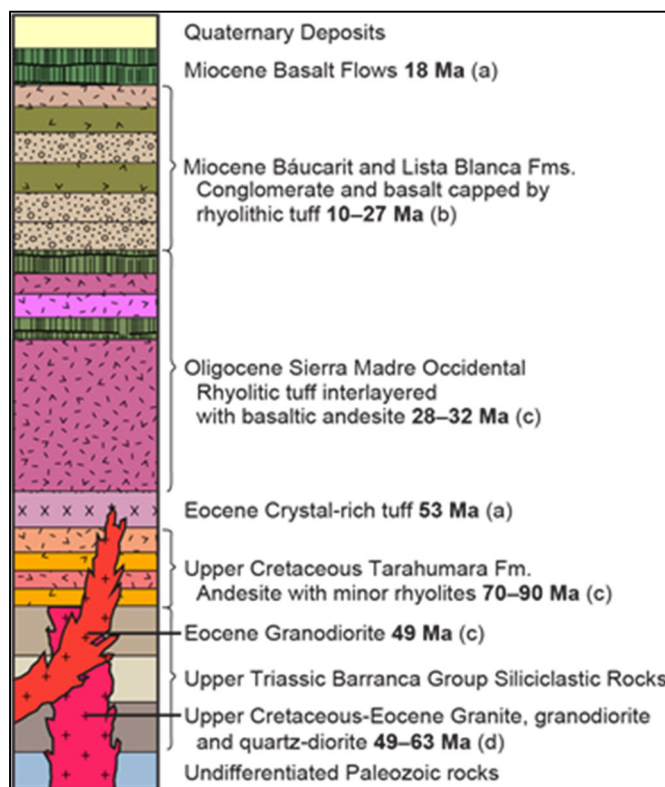 Quaternary Deposits
Miocene Basalt Flows 18 Ma (a)
Miocene Báucarit and Lista Blanca Fms.
Conglomerate and basalt capped by
rhyolithic tuff 10–27 Ma (b)
Oligocene Sierra Madre Occidental
Rhyolitic tuff interlayered
with basaltic andesite 28–32 Ma (c)
Eocene Crystal-rich tuff 53 Ma (a)
Upper Cretaceous Tarahumara Fm.
Andesite with minor rhyolites 70–90 Ma (c)
Eocene Granodiorite 49 Ma (c)
Upper Triassic Barranca Group Siliciclastic Rocks
Upper Cretaceous-Eocene Granite, granodiorite
and quartz-diorite 49–63 Ma (d)
Undifferentiated Paleozoic rocks